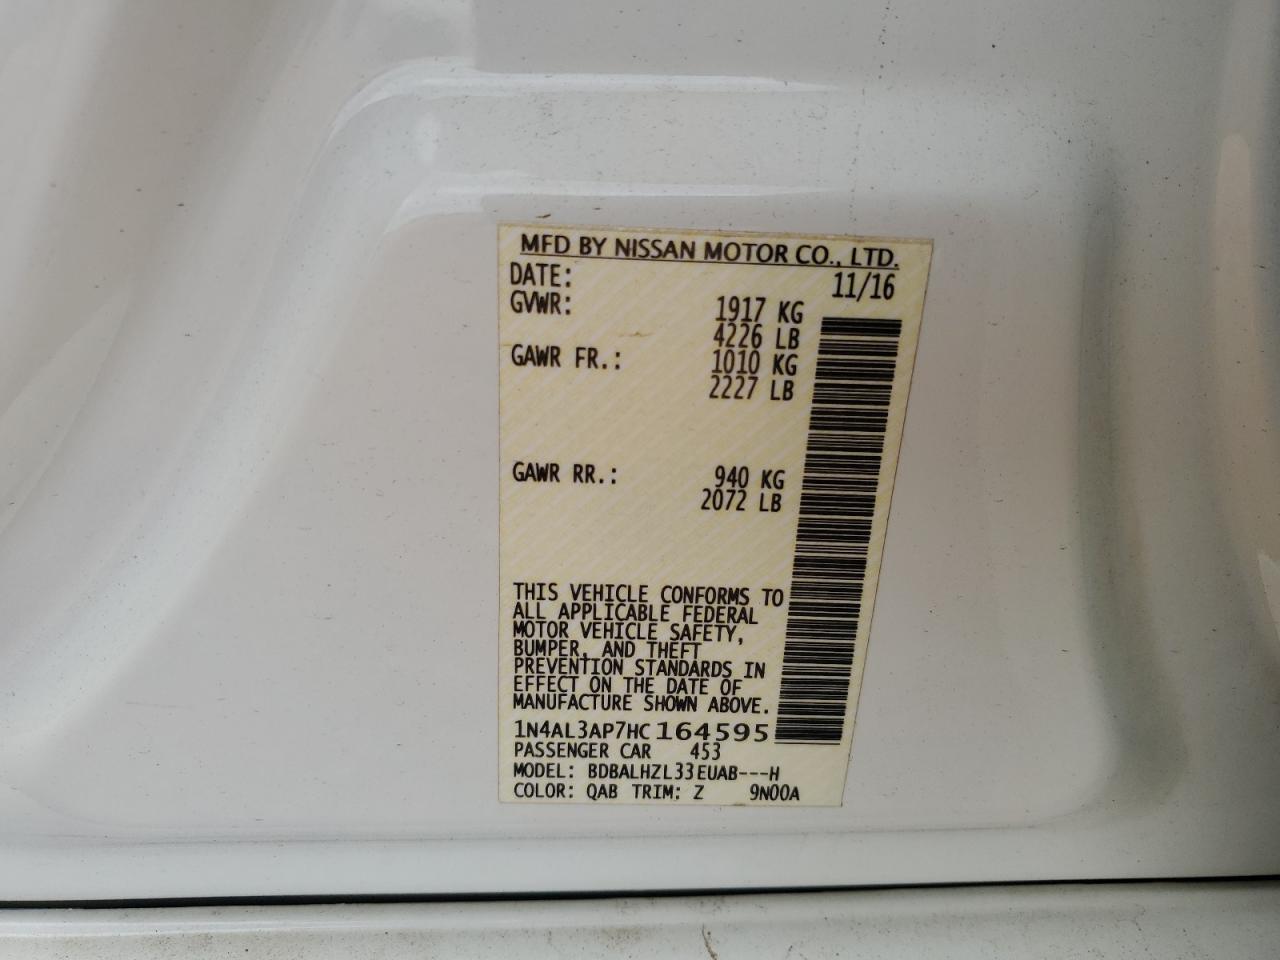 MFD BY NISSAN MOTOR CO., LTD.
DATE: 11/16
GVWR: 1917 KG
4226 LB
GAWR FR.: 1010 KG
2227 LB
GAWR RR.: 940 KG
2072 LB
THIS VEHICLE CONFORMS TO
ALL APPLICABLE FEDERAL
MOTOR VEHICLE SAFETY,
BUMPER, AND THEFT
PREVENTION STANDARDS IN
EFFECT ON THE DATE OF
MANUFACTURE SHOWN ABOVE.
1N4AL3AP7HC164595
PASSENGER CAR 453
MODEL: BDBALHZL33EUAB---H
COLOR: QAB TRIM: Z 9N00A